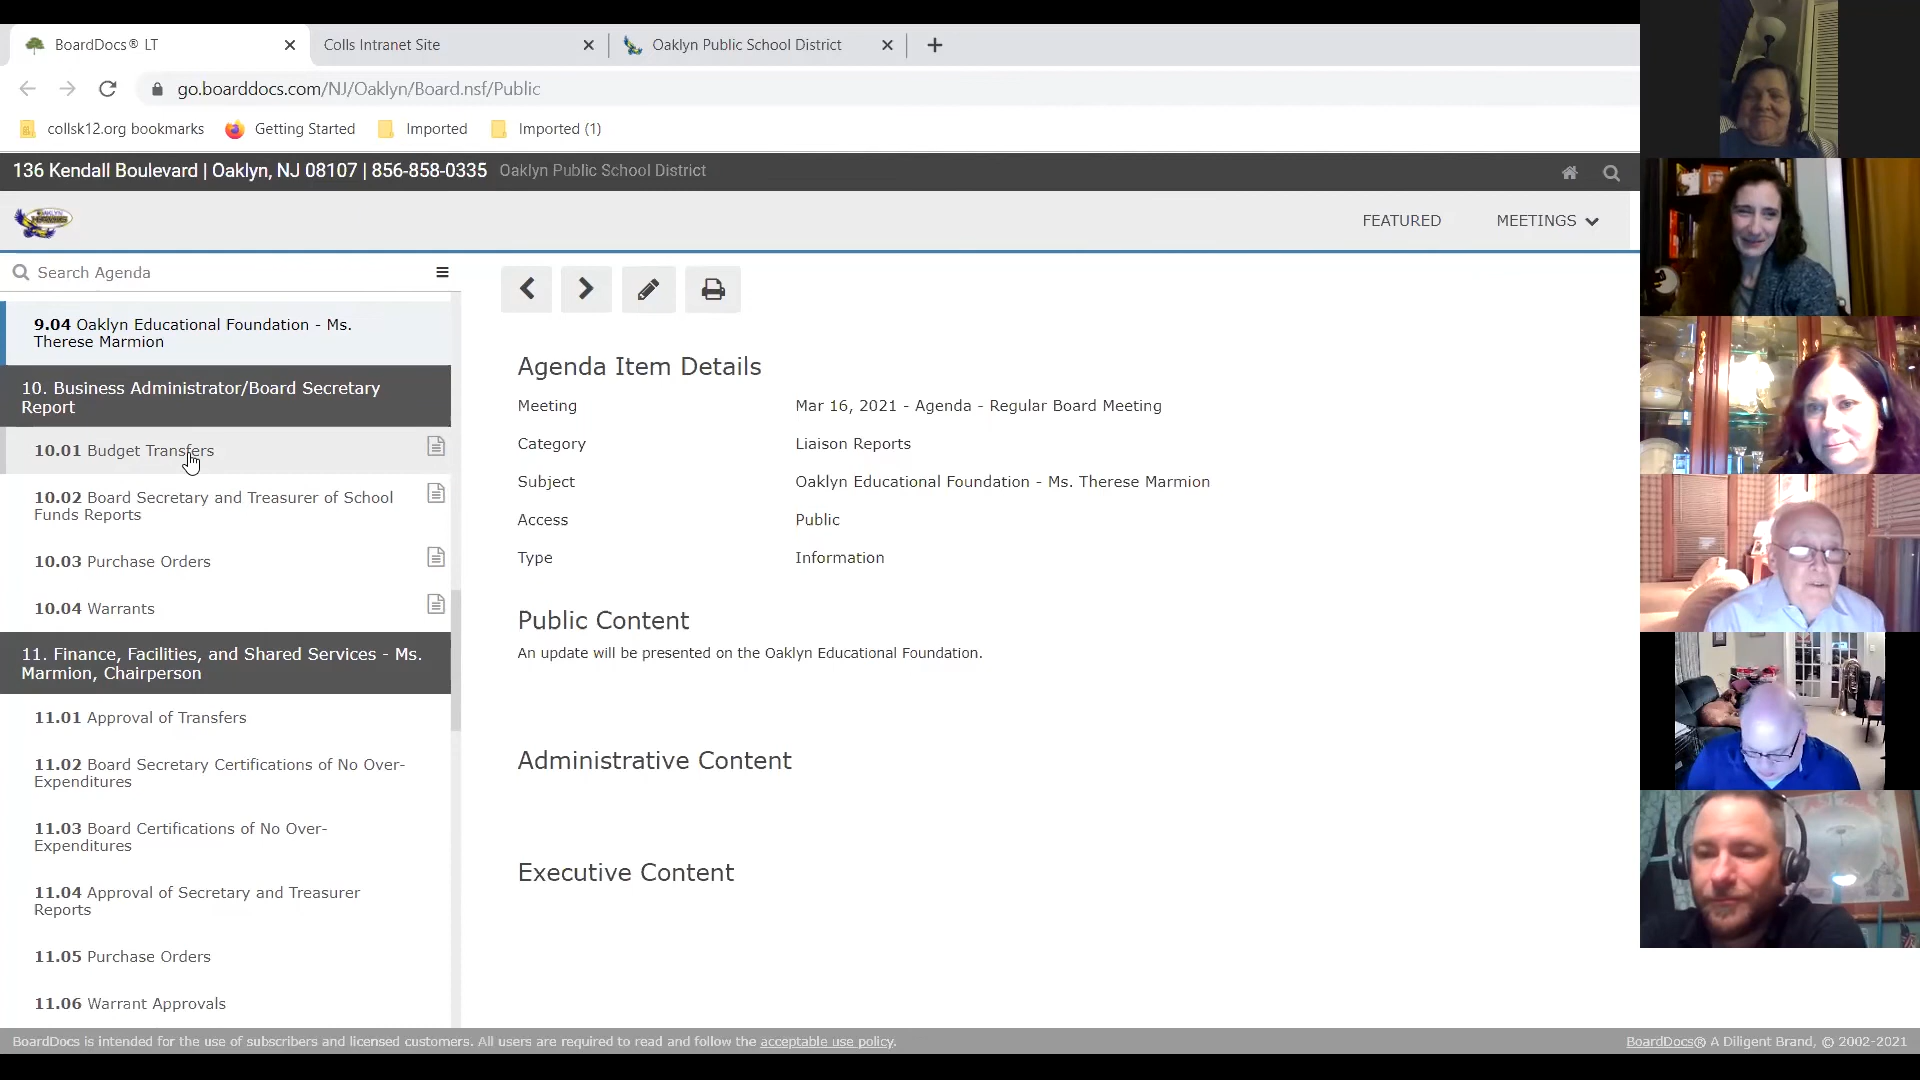 BoardDocs® LT
Colls Intranet Site
Oaklyn Public School District
go.boarddocs.com/NJ/Oaklyn/Board.nsf/Public
collsk12.org bookmarks
Getting Started
Imported
Imported (1)
136 Kendall Boulevard | Oaklyn, NJ 08107 | 856-858-0335 Oaklyn Public School District
FEATURED
MEETINGS
Search Agenda
9.04 Oaklyn Educational Foundation - Ms.
Therese Marmion
10. Business Administrator/Board Secretary
Report
10.01 Budget Transfers
10.02 Board Secretary and Treasurer of School
Funds Reports
10.03 Purchase Orders
10.04 Warrants
11. Finance, Facilities, and Shared Services - Ms.
Marmion, Chairperson
11.01 Approval of Transfers
11.02 Board Secretary Certifications of No Over-
Expenditures
11.03 Board Certifications of No Over-
Expenditures
11.04 Approval of Secretary and Treasurer
Reports
11.05 Purchase Orders
11.06 Warrant Approvals
Agenda Item Details
Meeting Mar 16, 2021 - Agenda - Regular Board Meeting
Category Liaison Reports
Subject Oaklyn Educational Foundation - Ms. Therese Marmion
Access Public
Type Information
Public Content
An update will be presented on the Oaklyn Educational Foundation.
Administrative Content
Executive Content
BoardDocs is intended for the use of subscribers and licensed customers. All users are required to read and follow the acceptable use policy.
BoardDocs® A Diligent Brand, © 2002-2021